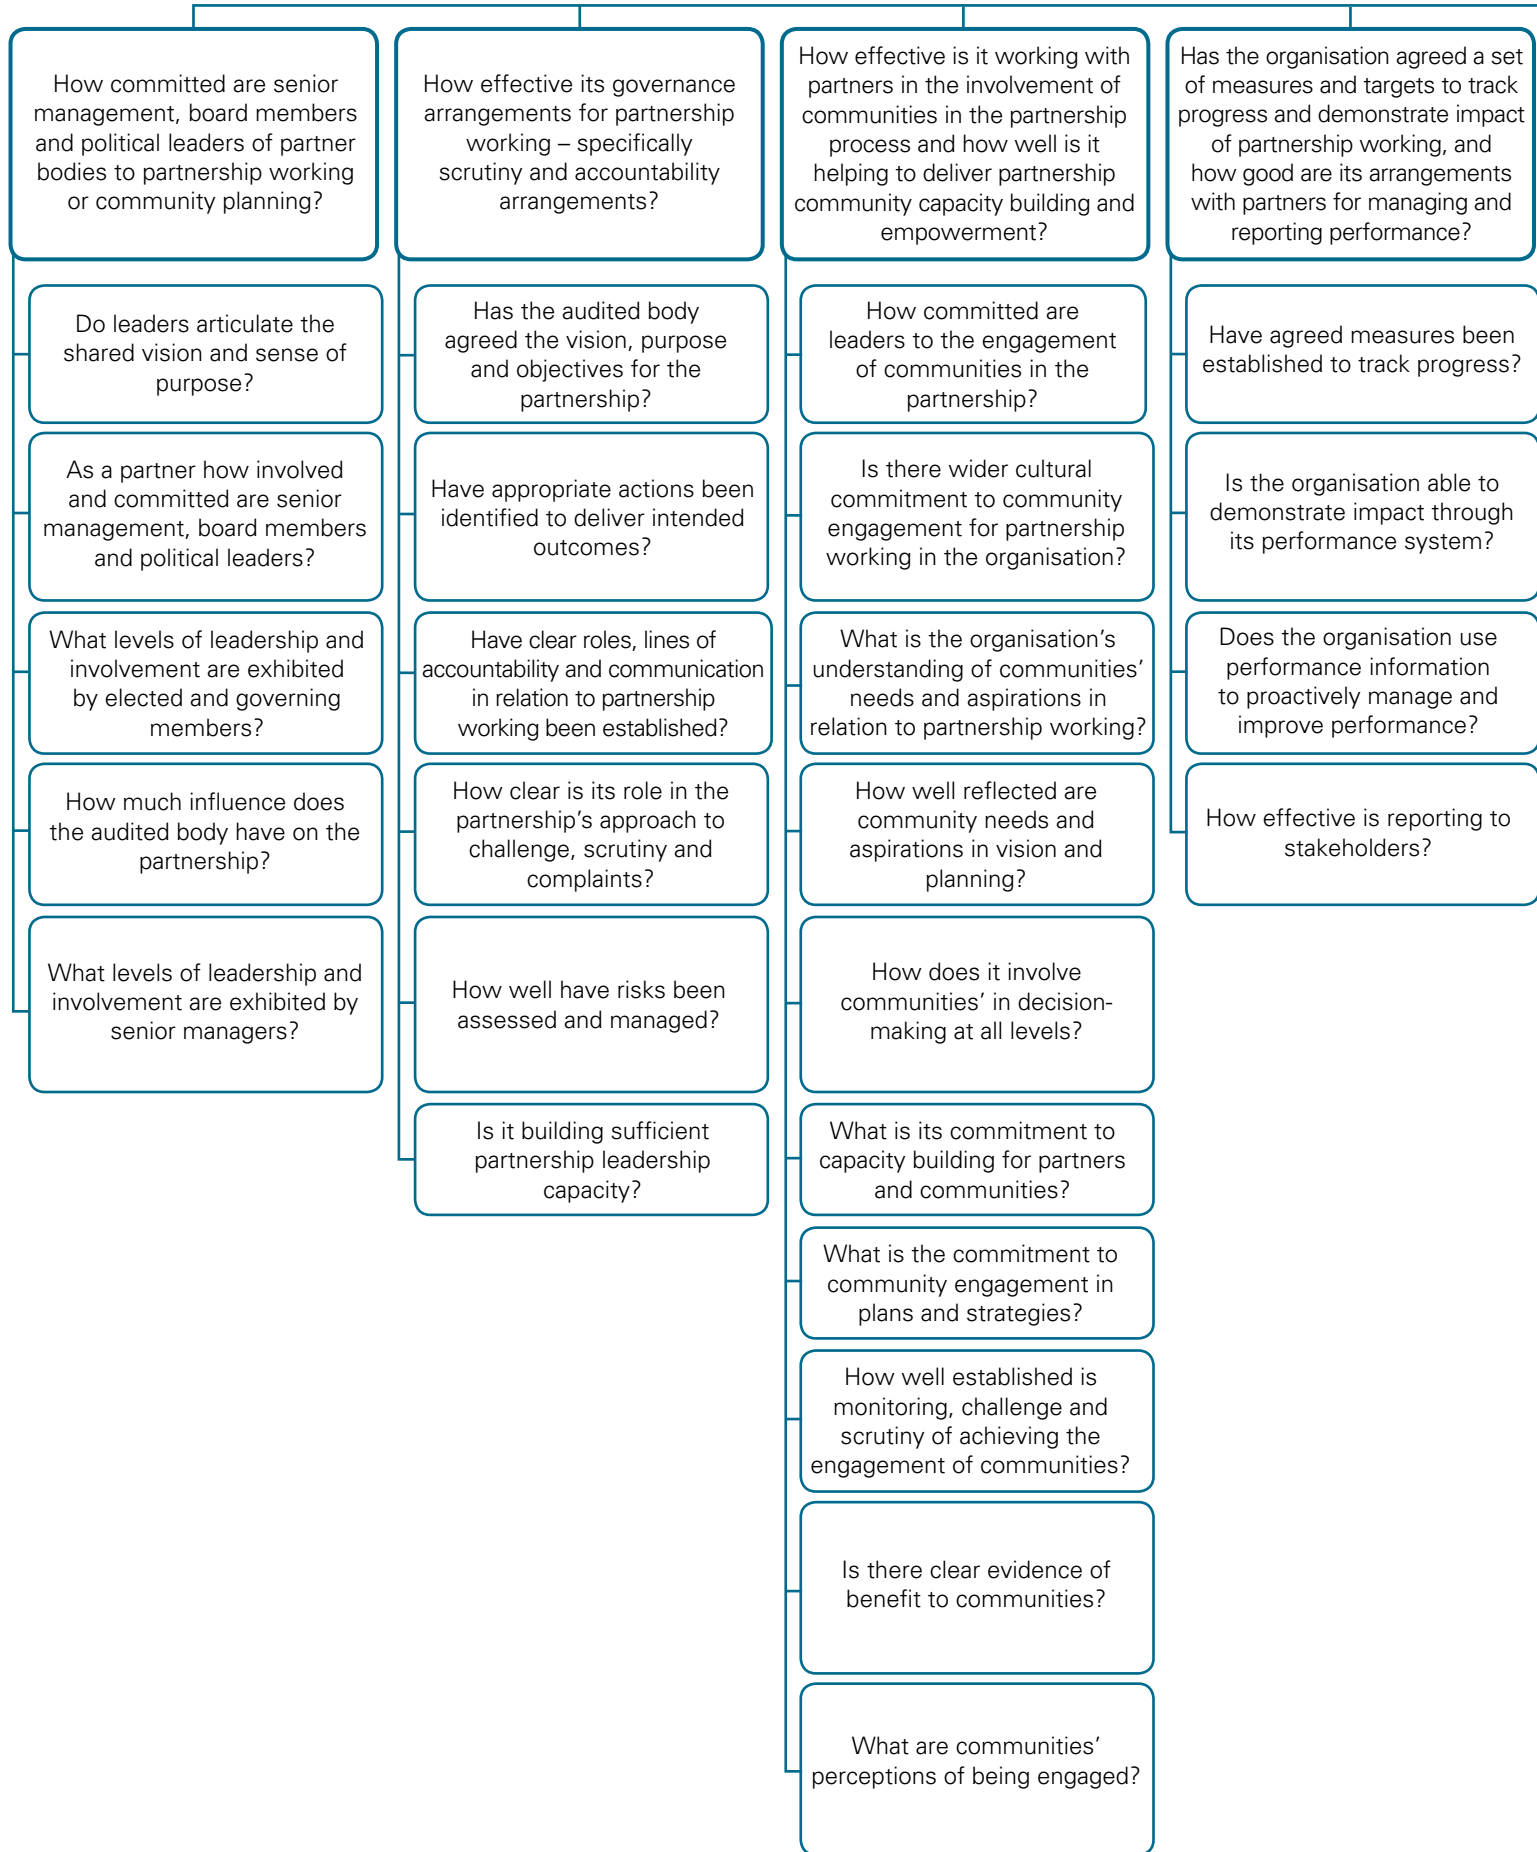 How committed are senior
management, board members
and political leaders of partner
bodies to partnership working
or community planning?
Do leaders articulate the
shared vision and sense of
purpose?
As a partner how involved
and committed are senior
management, board members
and political leaders?
What levels of leadership and
involvement are exhibited
by elected and governing
members?
How much influence does
the audited body have on the
partnership?
What levels of leadership and
involvement are exhibited by
senior managers?
How effective its governance
arrangements for partnership
working – specifically
scrutiny and accountability
arrangements?
Has the audited body
agreed the vision, purpose
and objectives for the
partnership?
Have appropriate actions been
identified to deliver intended
outcomes?
Have clear roles, lines of
accountability and communication
in relation to partnership
working been established?
How clear is its role in the
partnership’s approach to
challenge, scrutiny and
complaints?
How well have risks been
assessed and managed?
Is it building sufficient
partnership leadership
capacity?
How effective is it working with
partners in the involvement of
communities in the partnership
process and how well is it
helping to deliver partnership
community capacity building and
empowerment?
How committed are
leaders to the engagement
of communities in the
partnership?
Is there wider cultural
commitment to community
engagement for partnership
working in the organisation?
What is the organisation’s
understanding of communities’
needs and aspirations in
relation to partnership working?
How well reflected are
community needs and
aspirations in vision and
planning?
How does it involve
communities’ in decision-
making at all levels?
What is its commitment to
capacity building for partners
and communities?
What is the commitment to
community engagement in
plans and strategies?
How well established is
monitoring, challenge and
scrutiny of achieving the
engagement of communities?
Is there clear evidence of
benefit to communities?
What are communities’
perceptions of being engaged?
Has the organisation agreed a set
of measures and targets to track
progress and demonstrate impact
of partnership working, and
how good are its arrangements
with partners for managing and
reporting performance?
Have agreed measures been
established to track progress?
Is the organisation able to
demonstrate impact through
its performance system?
Does the organisation use
performance information
to proactively manage and
improve performance?
How effective is reporting to
stakeholders?